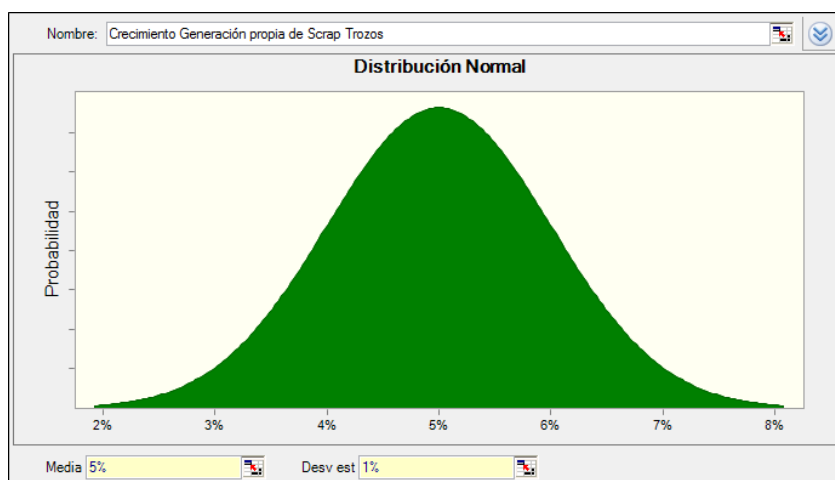 Nombre: Crecimiento Generación propia de Scrap Trozos
Distribución Normal
Probabilidad
2% 3% 4% 5% 6% 7% 8%
Media 5% Desv est 1%